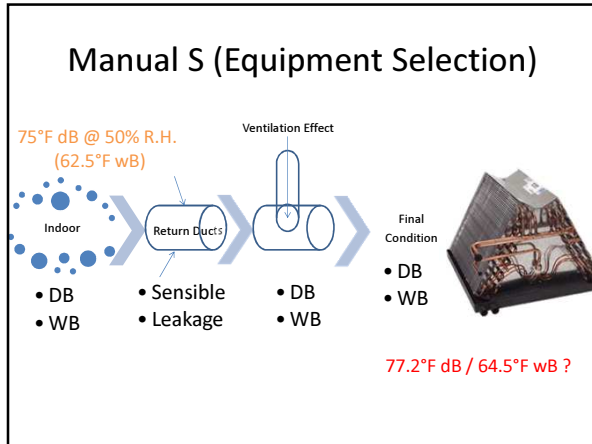 Manual S (Equipment Selection)
Ventilation Effect
75°F dB @ 50% R.H.
(62.5°F wB)
Indoor
Return Ducts
Final
Condition
• DB
• WB
• Sensible
• Leakage
• DB
• WB
• DB
• WB
77.2°F dB / 64.5°F wB ?